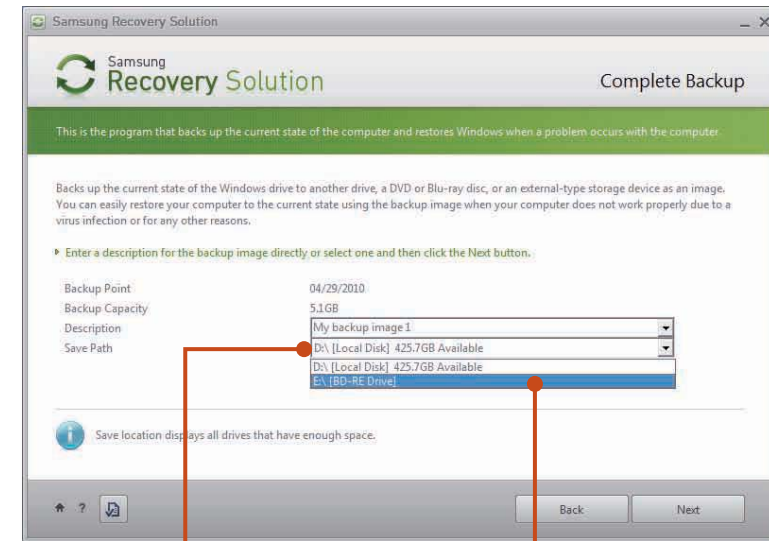 Samsung Recovery Solution
Samsung
Recovery Solution
Complete Backup
This is the program that backs up the current state of the computer and restores Windows when a problem occurs with the computer.
Backs up the current state of the Windows drive to another drive, a DVD or Blu-ray disc, or an external-type storage device as an image.
You can easily restore your computer to the current state using the backup image when your computer does not work properly due to a
virus infection or for any other reasons.
Enter a description for the backup image directly or select one and then click the Next button.
Backup Point 04/29/2010
Backup Capacity 5.1GB
Description My backup image 1
Save Path D:\ [Local Disk] 425.7GB Available
D:\ [Local Disk] 425.7GB Available
E:\ [BD-RE Drive]
Save location displays all drives that have enough space.
?
Back Next